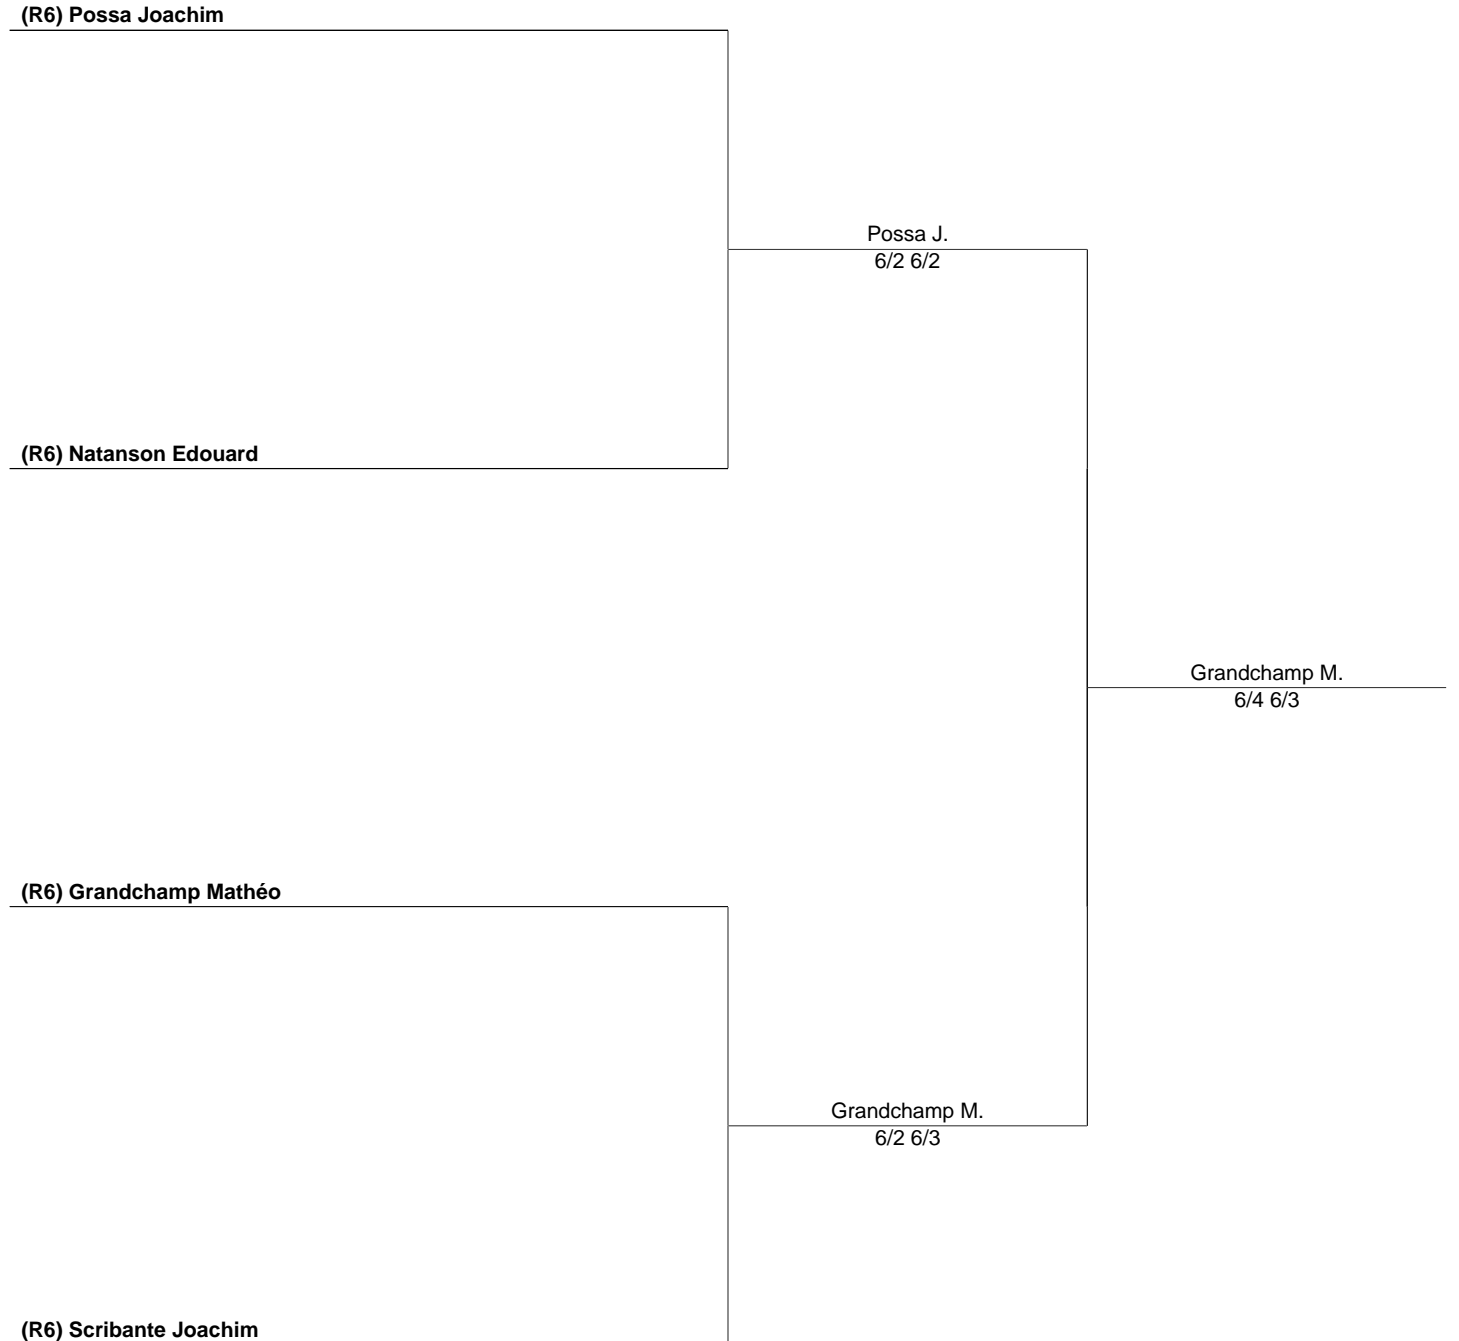 (R6) Possa Joachim
Possa J.
6/2 6/2
(R6) Natanson Edouard
Grandchamp M.
6/4 6/3
(R6) Grandchamp Mathéo
Grandchamp M.
6/2 6/3
(R6) Scribante Joachim